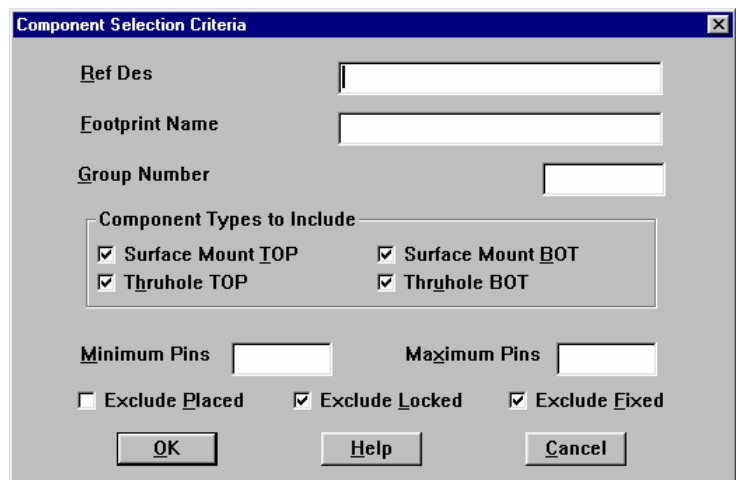 Component Selection Criteria
Ref Des
Footprint Name
Group Number
Component Types to Include
Surface Mount TOP
Surface Mount BOT
Thruhole TOP
Thruhole BOT
Minimum Pins
Maximum Pins
Exclude Placed
Exclude Locked
Exclude Fixed
OK
Help
Cancel